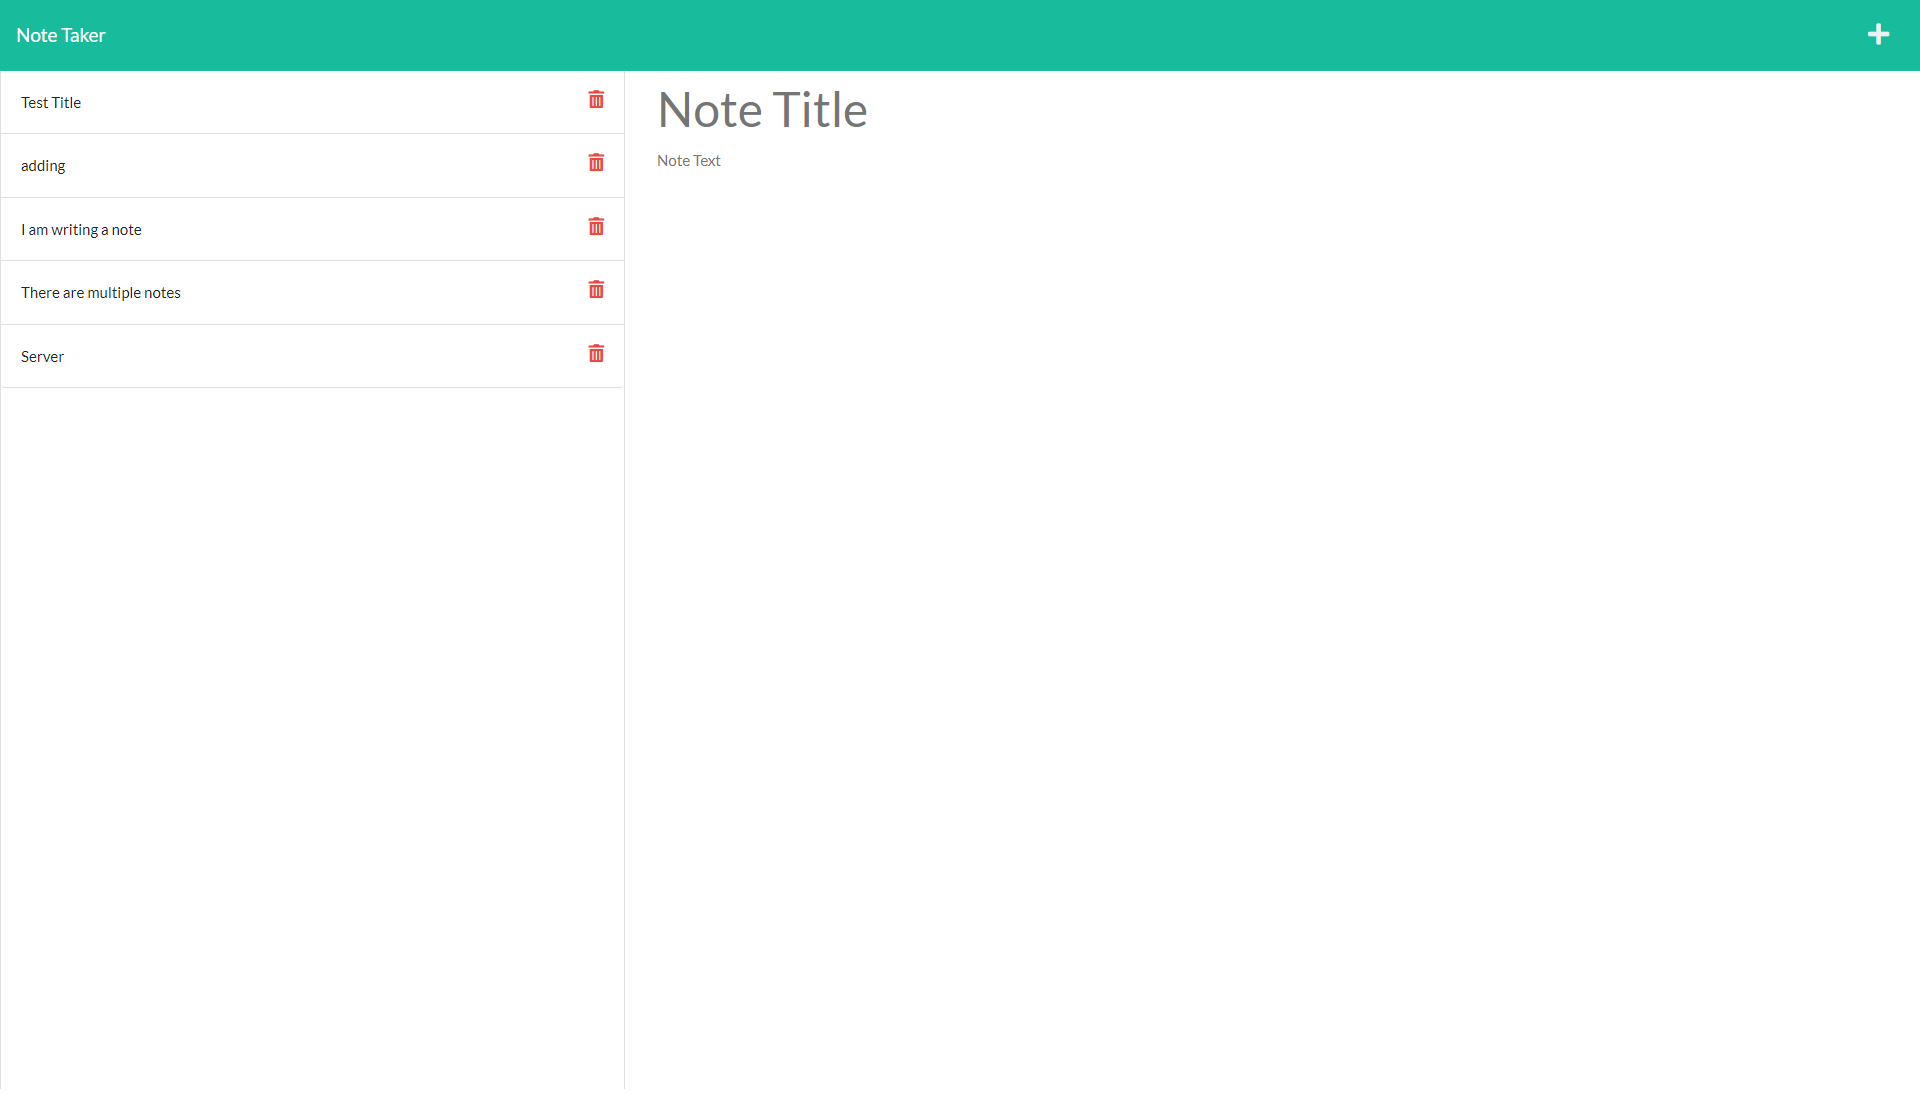 Note Taker
Test Title
adding
I am writing a note
There are multiple notes
Server
Note Title
Note Text